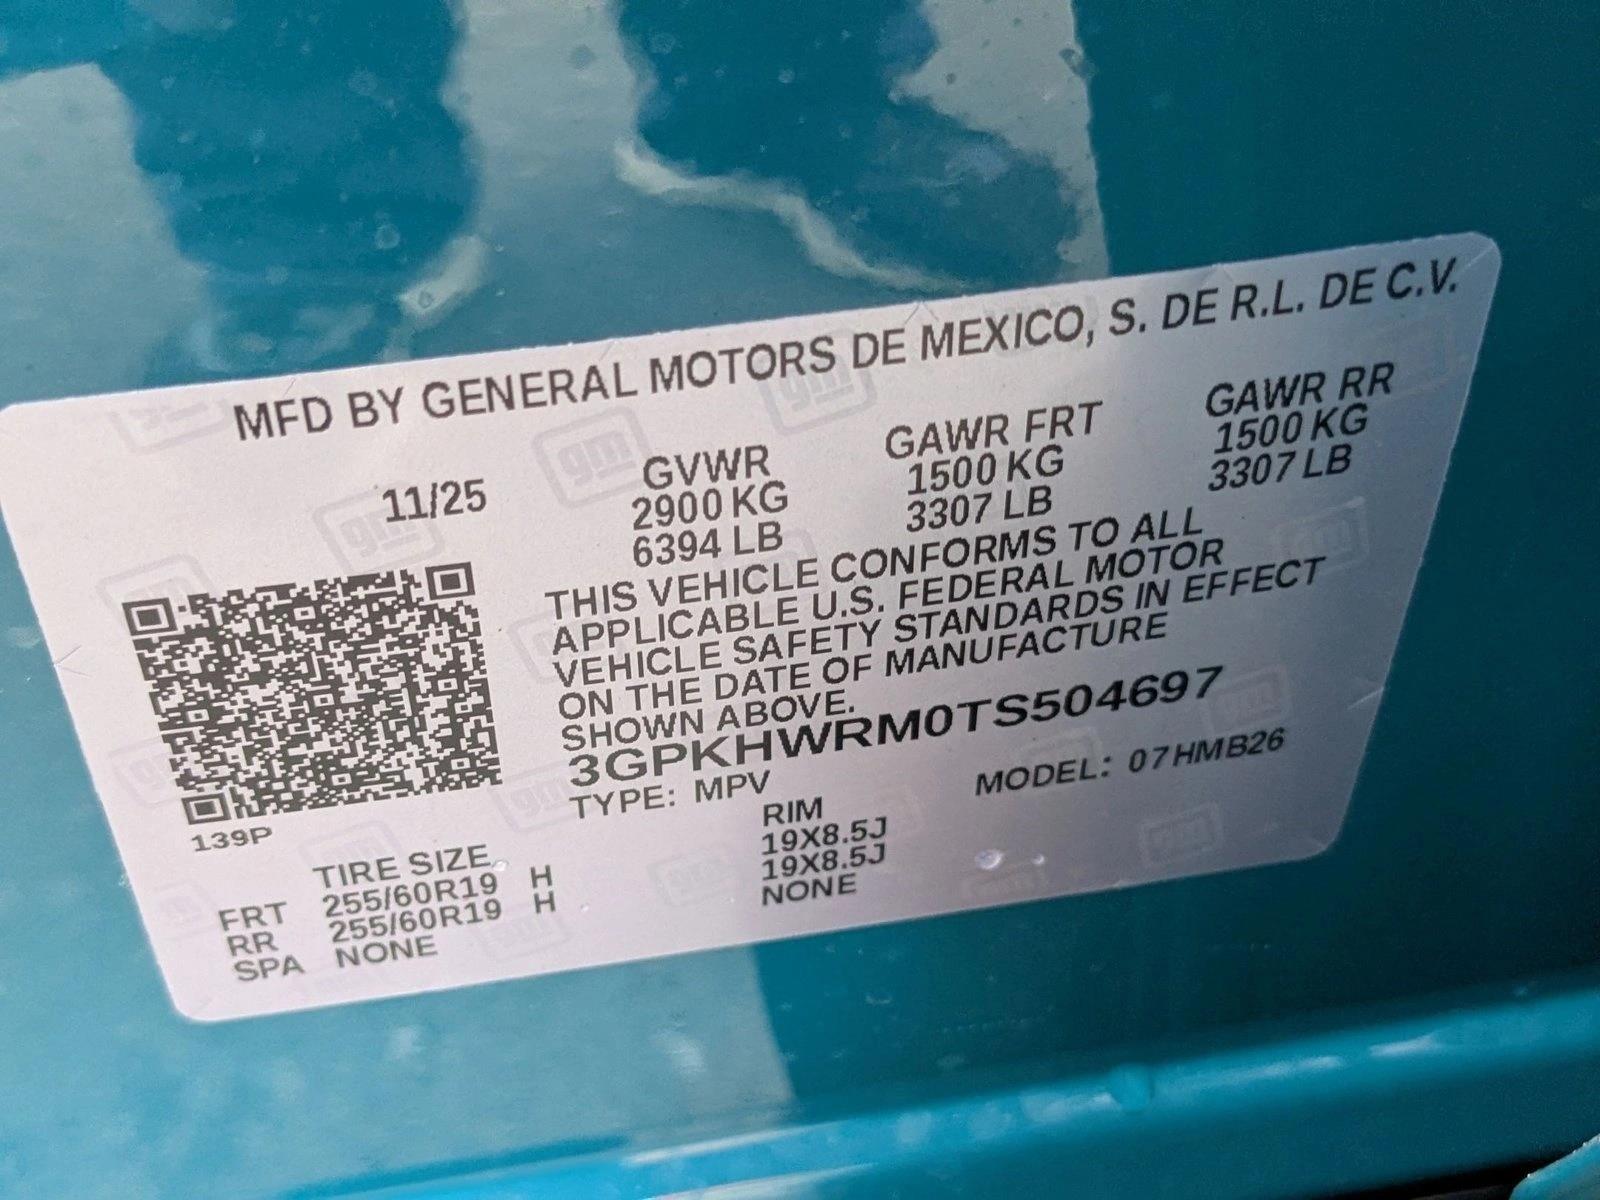 MFD BY GENERAL MOTORS DE MEXICO, S. DE R.L. DE C.V.
11/25
GVWR GAWR FRT GAWR RR
2900 KG 1500 KG 1500 KG
6394 LB 3307 LB 3307 LB
THIS VEHICLE CONFORMS TO ALL
APPLICABLE U.S. FEDERAL MOTOR
VEHICLE SAFETY STANDARDS IN EFFECT
ON THE DATE OF MANUFACTURE
SHOWN ABOVE.
3GPKHWRM0TS504697
TYPE: MPV MODEL: 07HMB26
139P
TIRE SIZE RIM
FRT 255/60R19 H 19X8.5J
RR 255/60R19 H 19X8.5J
SPA NONE NONE
gm
gm
gm